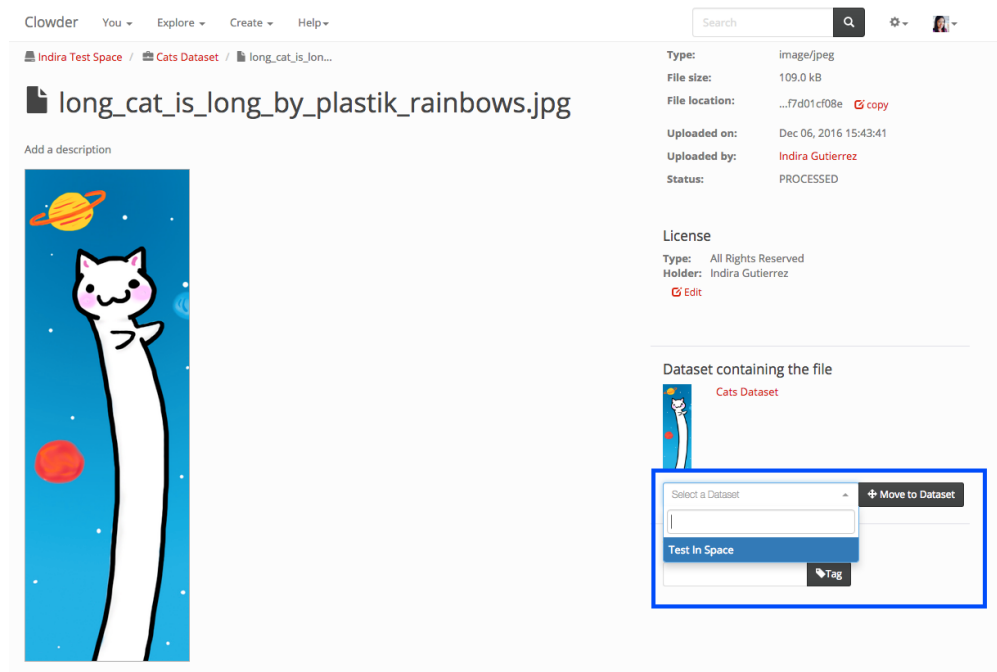 Clowder You Explore Create Help Search
Indira Test Space / Cats Dataset / long_cat_is_lon...
long_cat_is_long_by_plastik_rainbows.jpg
Add a description
Type: image/jpeg
File size: 109.0 kB
File location: ...f7d01cf08e copy
Uploaded on: Dec 06, 2016 15:43:41
Uploaded by: Indira Gutierrez
Status: PROCESSED
License
Type: All Rights Reserved
Holder: Indira Gutierrez
Edit
Dataset containing the file
Cats Dataset
Select a Dataset Move to Dataset
Test In Space
Tag